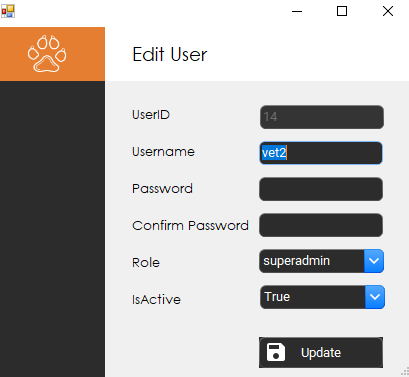 Edit User
UserID 14
Username vet2
Password
Confirm Password
Role superadmin
IsActive True
Update